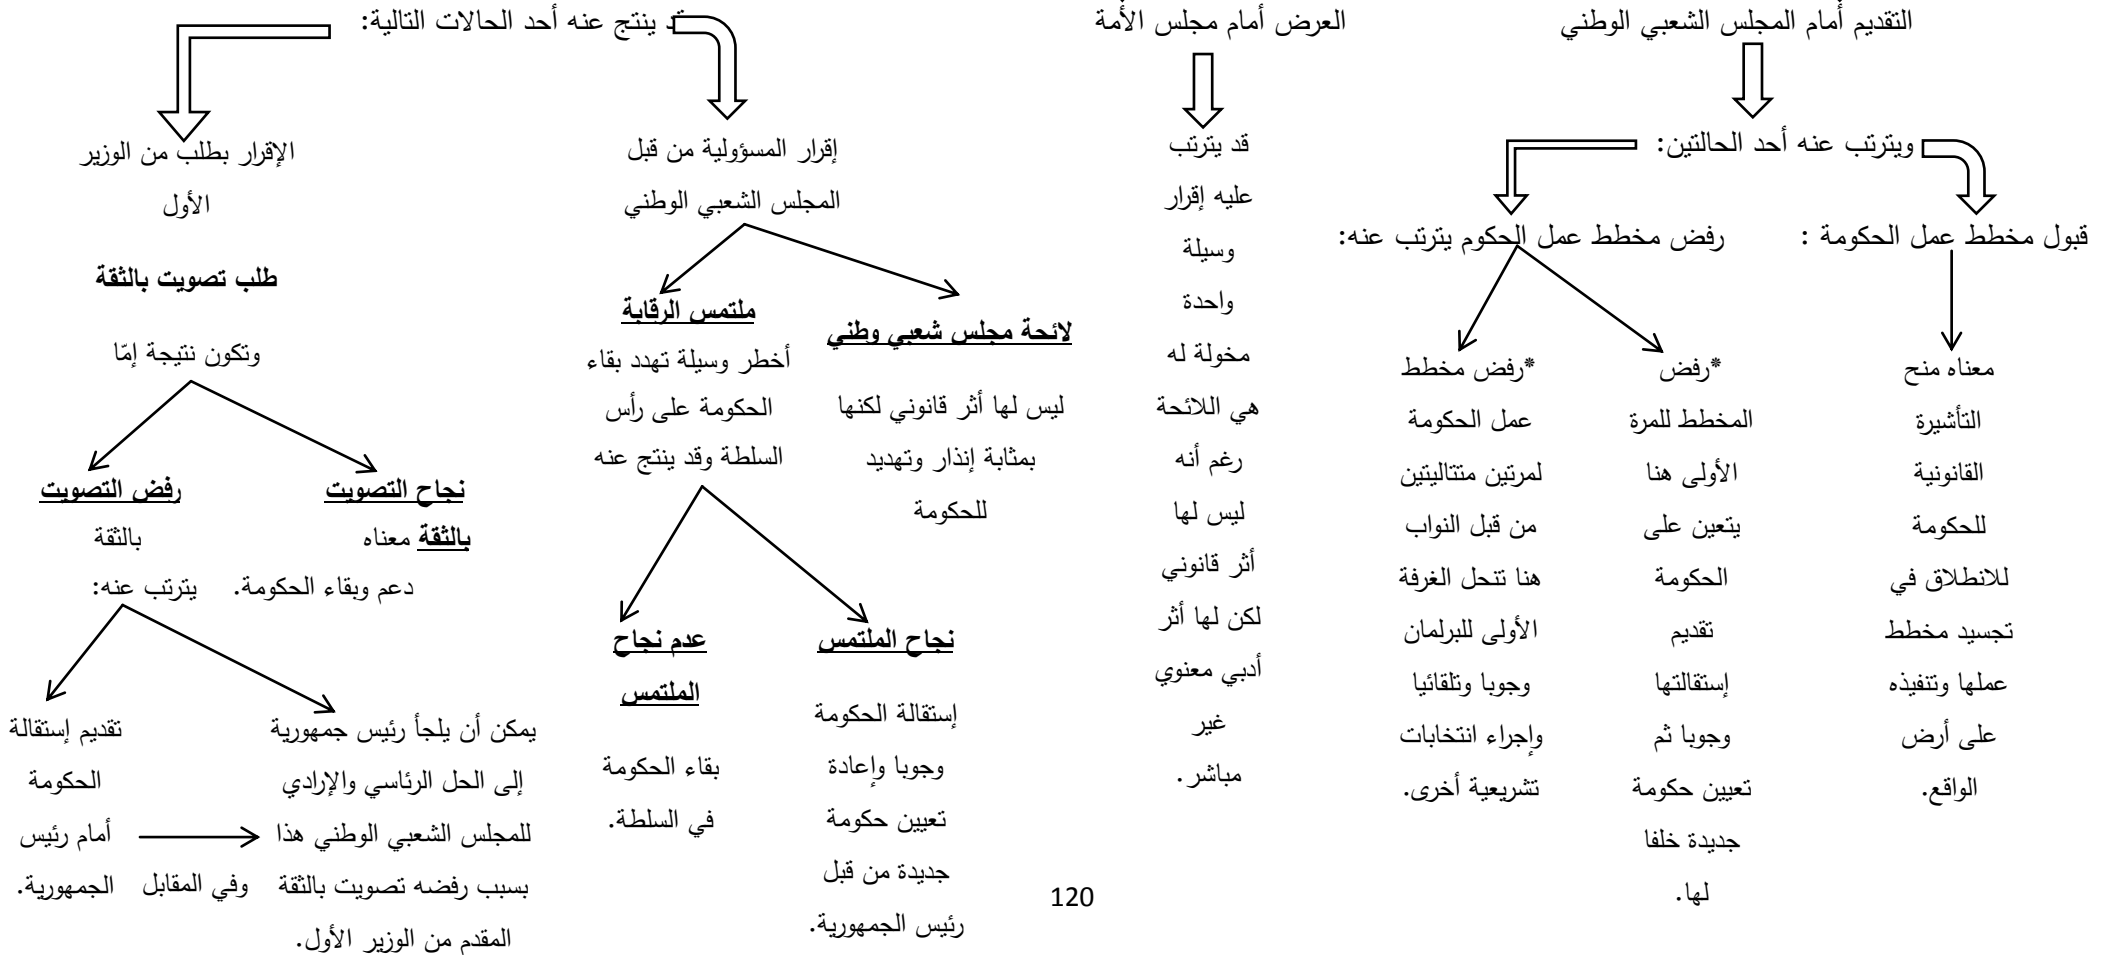 التقديم أمام المجلس الشعبي الوطني
ويترتب عنه أحد الحالتين:
قبول مخطط عمل الحكومة :
معناه منح
التأشيرة
القانونية
للحكومة
للانطلاق في
تجسيد مخطط
عملها وتنفيذه
على أرض
الواقع.
رفض مخطط عمل الحكوم يترتب عنه:
*رفض
المخطط للمرة
الأولى هنا
يتعين على
الحكومة
تقديم
إستقالتها
وجوبا ثم
تعيين حكومة
جديدة خلفا
لها.
*رفض مخطط
عمل الحكومة
لمرتين متتاليتين
من قبل النواب
هنا تنحل الغرفة
الأولى للبرلمان
وجوبا وتلقائيا
وإجراء انتخابات
تشريعية أخرى.
العرض أمام مجلس الأمة
قد يترتب
عليه إقرار
وسيلة
واحدة
مخولة له
هي اللائحة
رغم أنه
ليس لها
أثر قانوني
لكن لها أثر
أدبي معنوي
غير
مباشر.
قد ينتج عنه أحد الحالات التالية:
إقرار المسؤولية من قبل
المجلس الشعبي الوطني
لائحة مجلس شعبي وطني
ليس لها أثر قانوني لكنها
بمثابة إنذار وتهديد
للحكومة
ملتمس الرقابة
أخطر وسيلة تهدد بقاء
الحكومة على رأس
السلطة وقد ينتج عنه
نجاح الملتمس
إستقالة الحكومة
وجوبا وإعادة
تعيين حكومة
جديدة من قبل
رئيس الجمهورية.
عدم نجاح
الملتمس
بقاء الحكومة
في السلطة.
الإقرار بطلب من الوزير
الأول
طلب تصويت بالثقة
وتكون نتيجة إمّا
نجاح التصويت
بالثقة معناه
دعم وبقاء الحكومة.
رفض التصويت
بالثقة
يترتب عنه:
يمكن أن يلجأ رئيس جمهورية
إلى الحل الرئاسي والإرادي
للمجلس الشعبي الوطني هذا
بسبب رفضه تصويت بالثقة
المقدم من الوزير الأول.
وفي المقابل
تقديم إستقالة
الحكومة
أمام رئيس
الجمهورية.
120